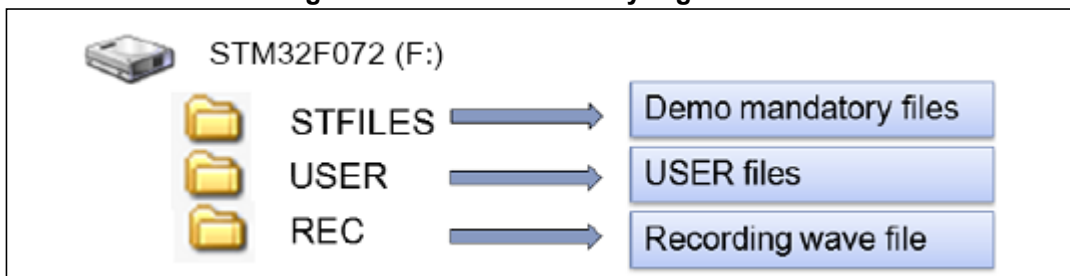 STM32F072 (F:)
STFILES Demo mandatory files
USER USER files
REC Recording wave file